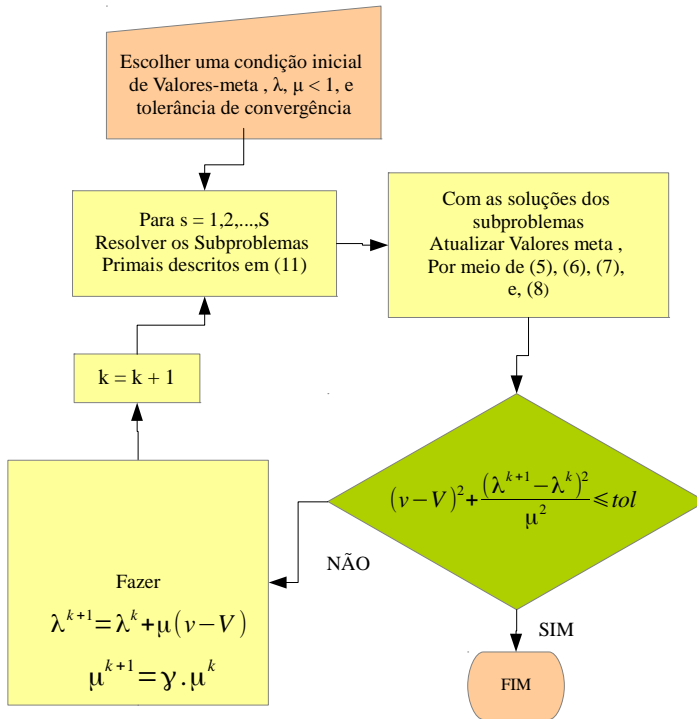 Escolher uma condição inicial
de Valores-meta , λ, μ < 1, e
tolerância de convergência
Para s = 1,2,...,S
Resolver os Subproblemas
Primais descritos em (11)
Com as soluções dos
subproblemas
Atualizar Valores meta ,
Por meio de (5), (6), (7),
e, (8)
k = k + 1
(v−V)²+(λ^{k+1}−λ^k)²/μ² ⩽ tol
NÃO
Fazer
λ^{k+1}=λ^k+μ(v−V)
μ^{k+1}=γ.μ^k
SIM
FIM